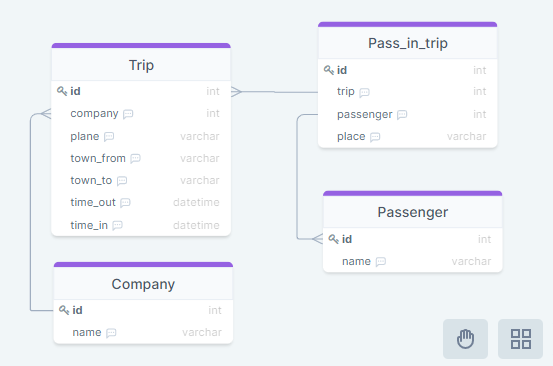 Trip
id int
company int
plane varchar
town_from varchar
town_to varchar
time_out datetime
time_in datetime
Pass_in_trip
id int
trip int
passenger int
place varchar
Passenger
id int
name varchar
Company
id int
name varchar